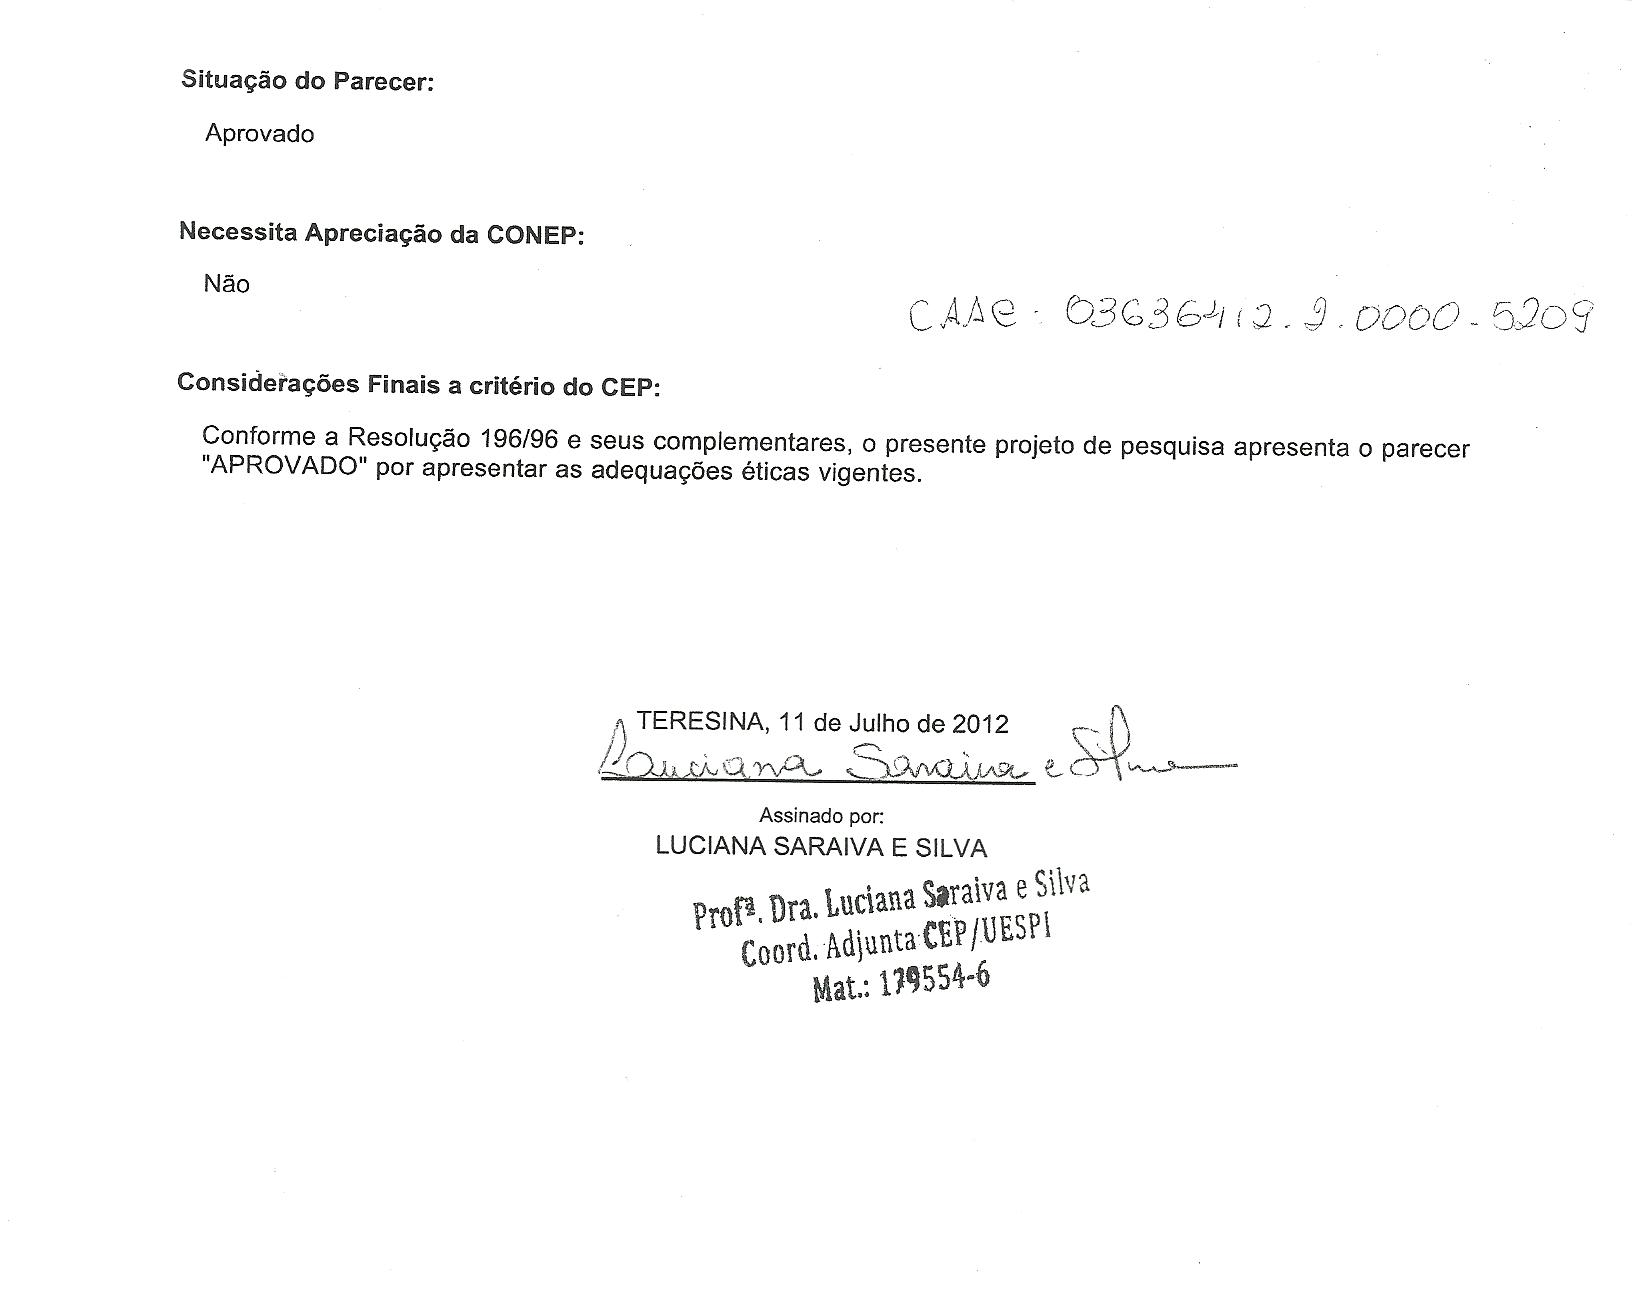 Situação do Parecer:
Aprovado
Necessita Apreciação da CONEP:
Não
CAAE. 03636412.9.0000-5209
Considerações Finais a critério do CEP:
Conforme a Resolução 196/96 e seus complementares, o presente projeto de pesquisa apresenta o parecer
"APROVADO" por apresentar as adequações éticas vigentes.
TERESINA, 11 de Julho de 2012
Luciana Saraiva e Silva
Assinado por:
LUCIANA SARAIVA E SILVA
Profª. Dra. Luciana Saraiva e Silva
Coord. Adjunta CEP/UESPI
Mat.: 179554-6